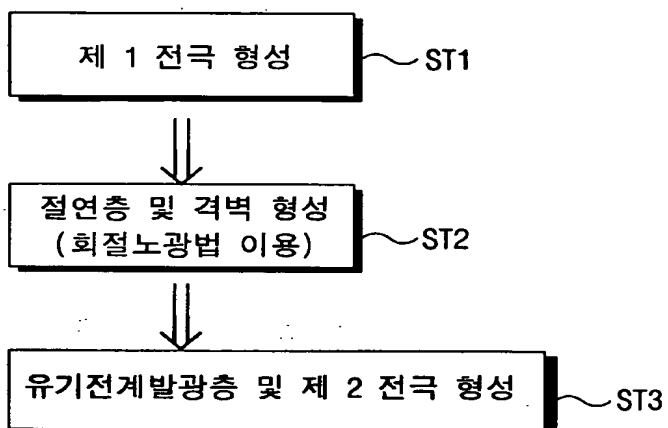 제 1 전극 형성
ST1
절연층 및 격벽 형성
(회절노광법 이용)
ST2
유기전계발광층 및 제 2 전극 형성
ST3